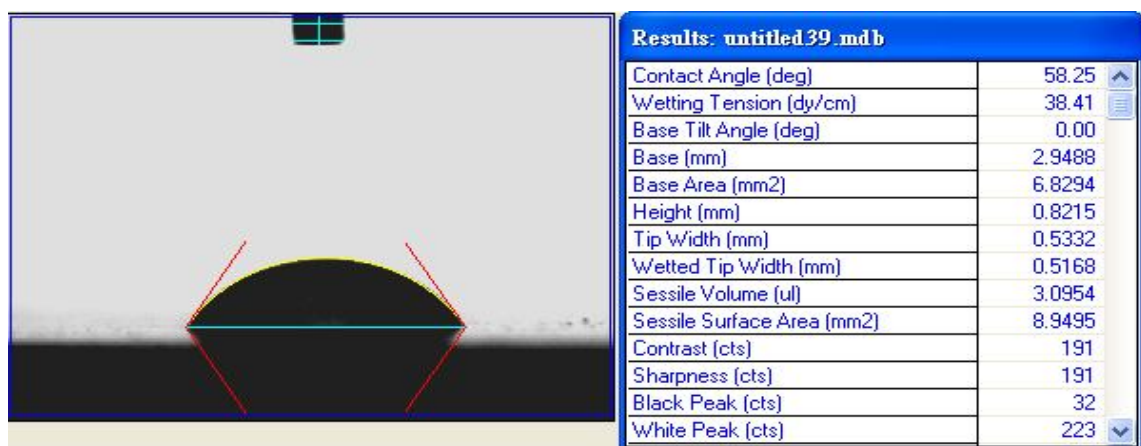 Results: untitled39.mdb
Contact Angle (deg) 58.25
Wetting Tension (dy/cm) 38.41
Base Tilt Angle (deg) 0.00
Base (mm) 2.9488
Base Area (mm2) 6.8294
Height (mm) 0.8215
Tip Width (mm) 0.5332
Wetted Tip Width (mm) 0.5168
Sessile Volume (ul) 3.0954
Sessile Surface Area (mm2) 8.9495
Contrast (cts) 191
Sharpness (cts) 191
Black Peak (cts) 32
White Peak (cts) 223